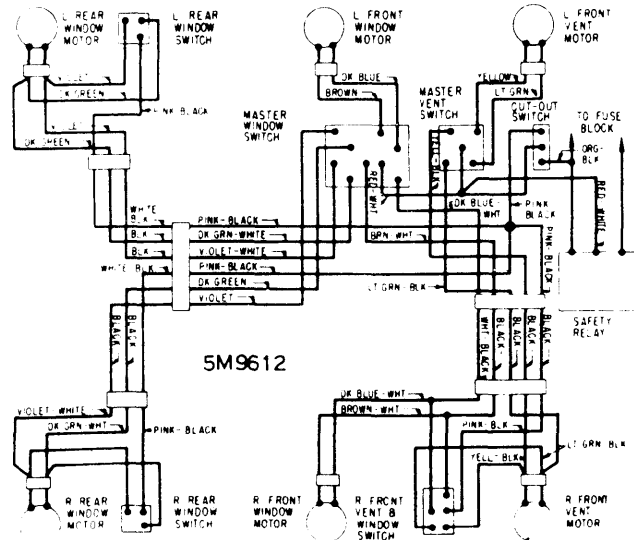 L REAR
WINDOW
MOTOR
L REAR
WINDOW
SWITCH
L FRONT
WINDOW
MOTOR
L FRONT
VENT
MOTOR
VIOLET
DK GREEN
PINK-BLACK
VIOLET
DK GREEN
DK BLUE
BROWN
YELLOW
LT GRN
MASTER
WINDOW
SWITCH
MASTER
VENT
SWITCH
CUT-OUT
SWITCH
TO FUSE
BLOCK
ORG-
BLK
YEL-BLK
RED-WHT
RED-WHITE
DK BLUE-
WHT
PINK
BLACK
PINK-BLACK
WHITE
BLK
PINK-BLACK
BLK
DK GRN-WHITE
BLK
VIOLET-WHITE
WHITE BLK
PINK-BLACK
DK GREEN
VIOLET
BRN-WHT
LT GRN-BLK
SAFETY
RELAY
BLACK
BLACK
WHT BLACK
BLACK
BLACK
BLACK
BLACK
5M9612
VIOLET-WHITE
DK GRN-WHT
PINK-BLACK
DK BLUE-WHT
BROWN-WHT
PINK-BLK
YEL-BLK
LT GRN BLK
R REAR
WINDOW
MOTOR
R REAR
WINDOW
SWITCH
R FRONT
WINDOW
MOTOR
R FRONT
VENT &
WINDOW
SWITCH
R FRONT
VENT
MOTOR